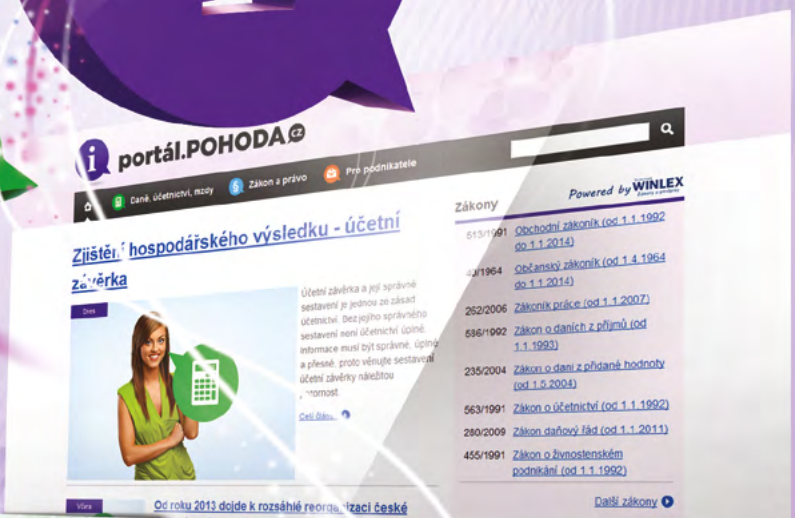 portál.POHODA.cz
Daně, účetnictví, mzdy
Zákon a právo
Pro podnikatele
Zjištění hospodářského výsledku - účetní
závěrka
Dnes
Účetní závěrka a její správné
sestavení je jednou ze zásad
účetnictví. Bez jejího správného
sestavení není účetnictví úplné.
Informace musí být správné, úplné
a přesné, proto věnujte sestavení
účetní závěrky náležitou
pozornost.
Celý článek
Včera
Od roku 2013 dojde k rozsáhlé reorganizaci české
Zákony
Powered by WINLEX
513/1991 Obchodní zákoník (od 1.1.1992
do 1.1.2014)
40/1964 Občanský zákoník (od 1.4.1964
do 1.1.2014)
262/2006 Zákoník práce (od 1.1.2007)
586/1992 Zákon o daních z příjmů (od
1.1.1993)
235/2004 Zákon o dani z přidané hodnoty
(od 1.5.2004)
563/1991 Zákon o účetnictví (od 1.1.1992)
280/2009 Zákon daňový řád (od 1.1.2011)
455/1991 Zákon o živnostenském
podnikání (od 1.1.1992)
Další zákony